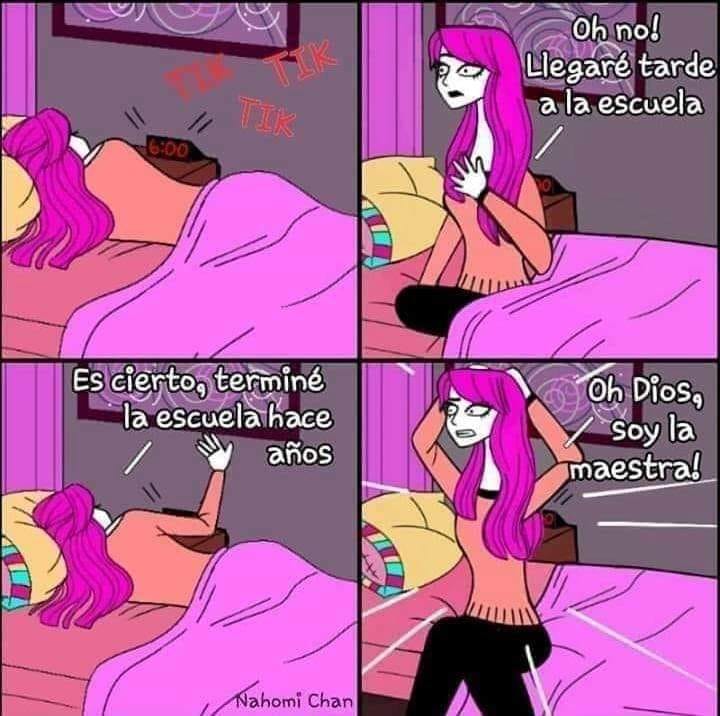 TIK TIK
TIK
6:00
Oh no!
Llegaré tarde
a la escuela
Es cierto, terminé
la escuela hace
años
Oh Dios,
soy la
maestra!
Nahomi Chan